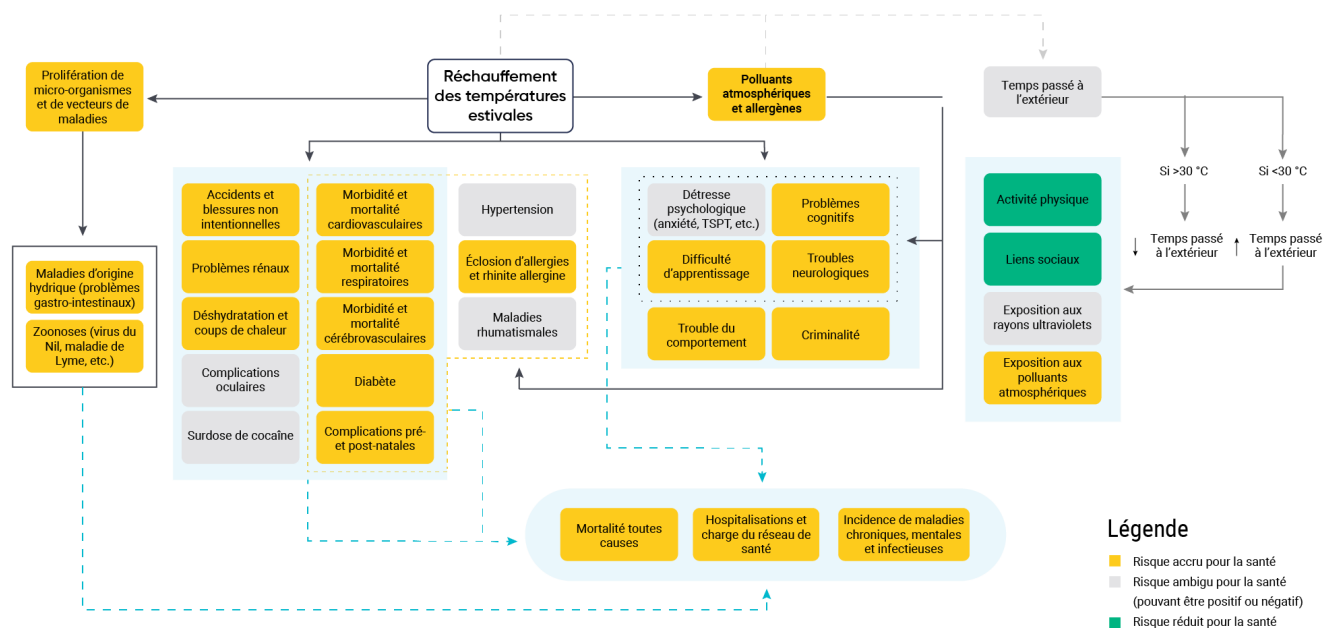 Prolifération de
micro-organismes
et de vecteurs de
maladies
Réchauffement
des températures
estivales
Polluants
atmosphériques
et allergènes
Temps passé à
l'extérieur
Si >30 °C
Si <30 °C
Temps passé
à l'extérieur
Temps passé
à l'extérieur
Accidents et
blessures non
intentionnelles
Problèmes rénaux
Déshydratation et
coups de chaleur
Complications
oculaires
Surdose de cocaïne
Morbidité et
mortalité
cardiovasculaires
Morbidité et
mortalité
respiratoires
Morbidité et
mortalité
cérébrovasculaires
Diabète
Complications pré-
et post-natales
Hypertension
Éclosion d'allergies
et rhinite allergine
Maladies
rhumatismales
Détresse
psychologique
(anxiété, TSPT, etc.)
Problèmes
cognitifs
Difficulté
d'apprentissage
Troubles
neurologiques
Trouble du
comportement
Criminalité
Activité physique
Liens sociaux
Exposition aux
rayons ultraviolets
Exposition aux
polluants
atmosphériques
Maladies d'origine
hydrique (problèmes
gastro-intestinaux)
Zoonoses (virus du
Nil, maladie de
Lyme, etc.)
Mortalité toutes
causes
Hospitalisations et
charge du réseau de
santé
Incidence de maladies
chroniques, mentales
et infectieuses
Légende
Risque accru pour la santé
Risque ambigu pour la santé
(pouvant être positif ou négatif)
Risque réduit pour la santé